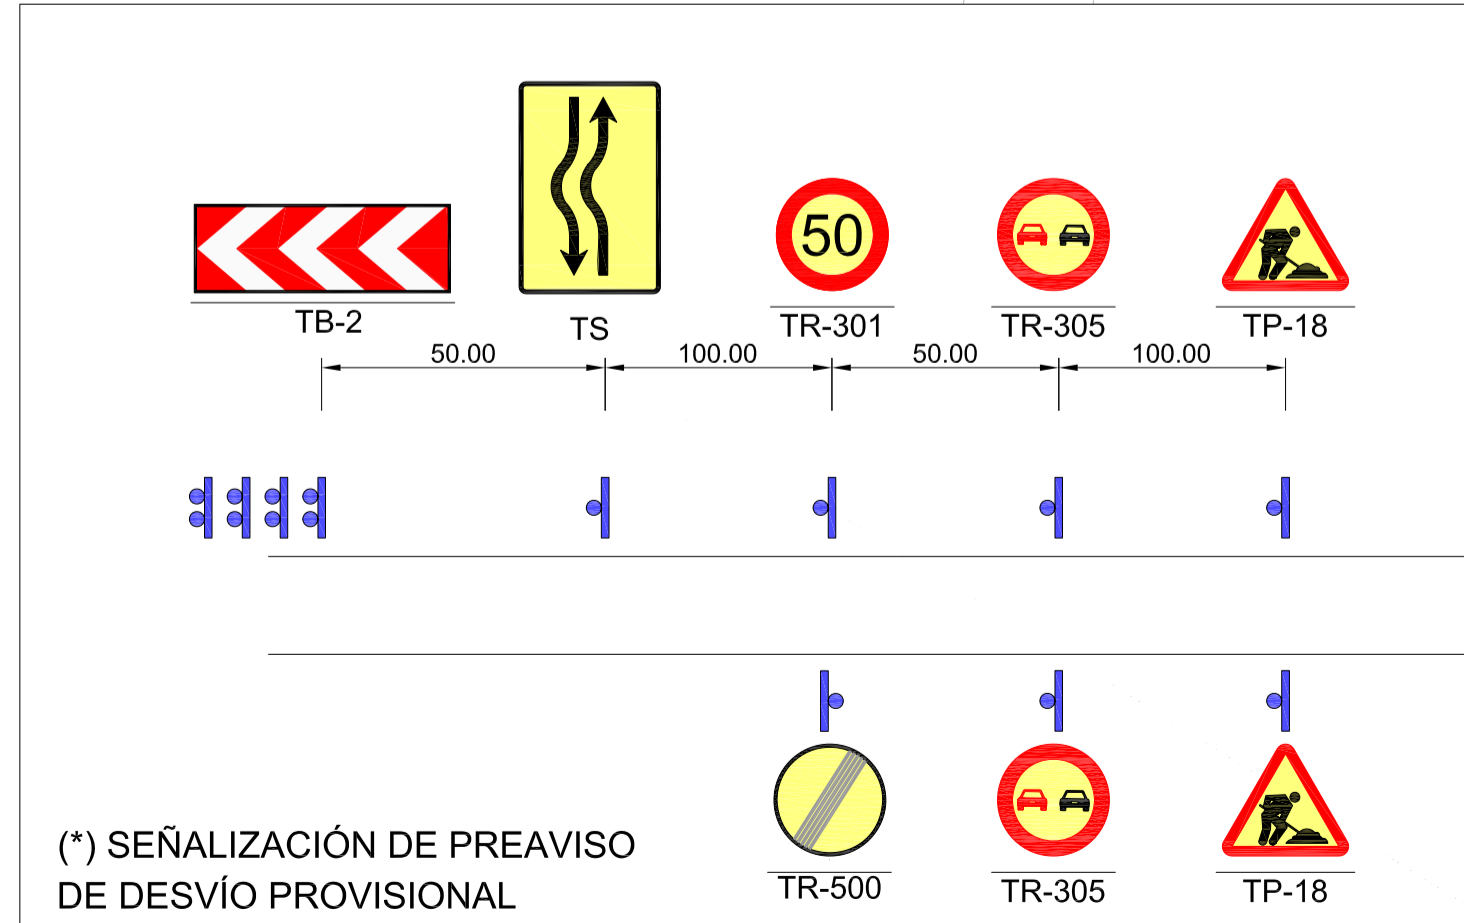 50
TB-2
TS
TR-301
TR-305
TP-18
50.00
100.00
50.00
100.00
TR-500
TR-305
TP-18
(*) SEÑALIZACIÓN DE PREAVISO
DE DESVÍO PROVISIONAL